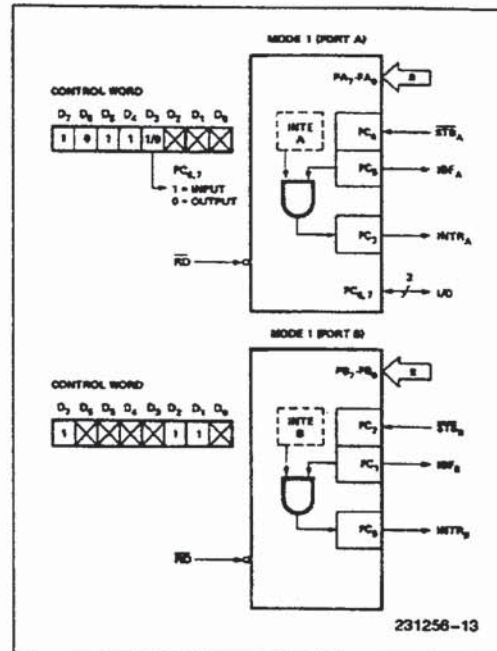 MODE 1 (PORT A)
PA7-PA0
8
CONTROL WORD
D7 D6 D5 D4 D3 D2 D1 D0
1 0 1 1 1/0
PC6,7
1 = INPUT
0 = OUTPUT
INTE
A
PC4
STBA
PC5
IBFA
PC3
INTRA
RD
PC6,7
2
I/O
MODE 1 (PORT B)
PB7-PB0
8
CONTROL WORD
D7 D6 D5 D4 D3 D2 D1 D0
1 1 1
INTE
B
PC2
STBB
PC1
IBFB
PC0
INTRB
RD
231256-13